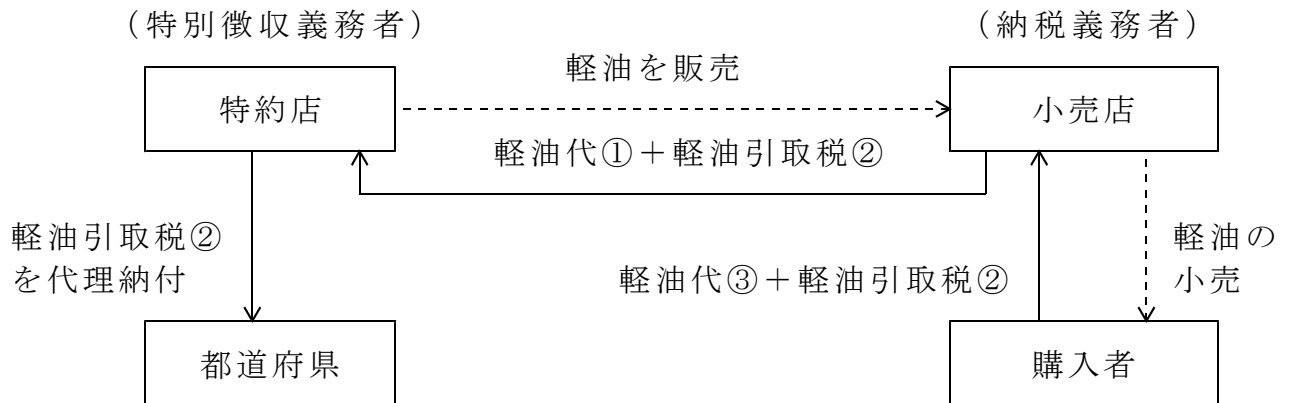 (特別徴収義務者)
(納税義務者)
軽油を販売
特約店
小売店
軽油代①＋軽油引取税②
軽油引取税②
を代理納付
軽油の
小売
軽油代③＋軽油引取税②
都道府県
購入者